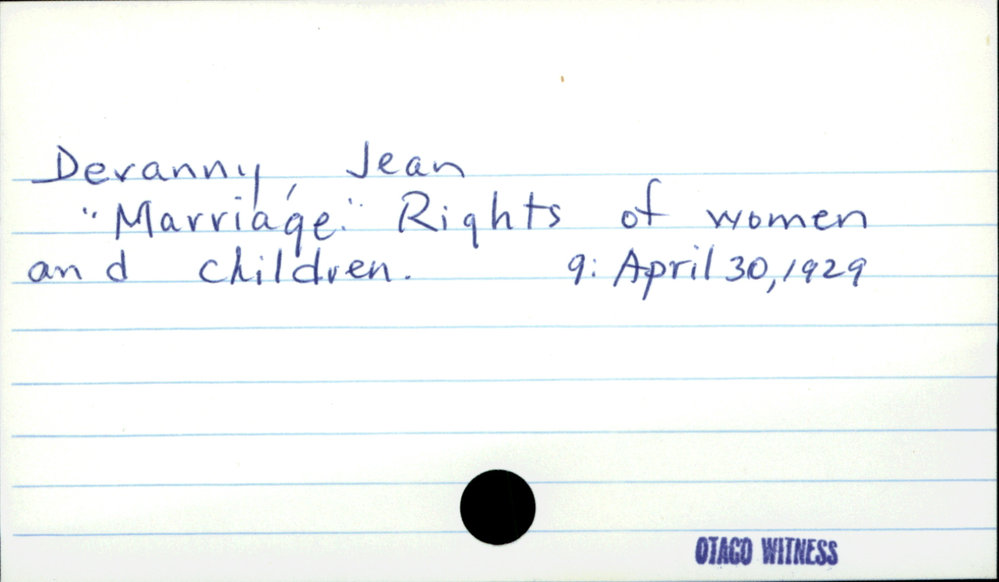 Devanny, Jean
"Marriage." Rights of women
and children. 9: April 30, 1929
OTAGO WITNESS